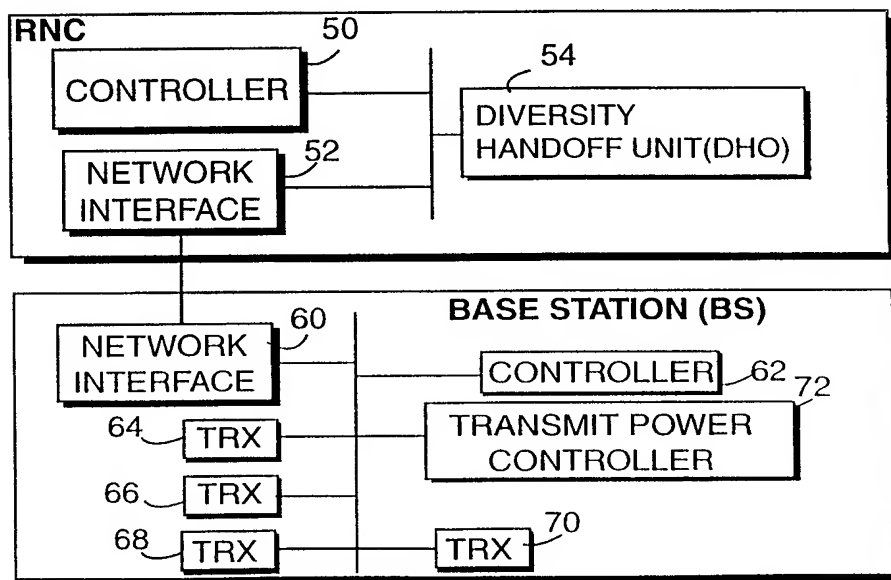 RNC
50
CONTROLLER
54
DIVERSITY
HANDOFF UNIT(DHO)
52
NETWORK
INTERFACE
BASE STATION (BS)
60
NETWORK
INTERFACE
CONTROLLER
62
72
64
TRX
TRANSMIT POWER
CONTROLLER
66
TRX
68
TRX
70
TRX